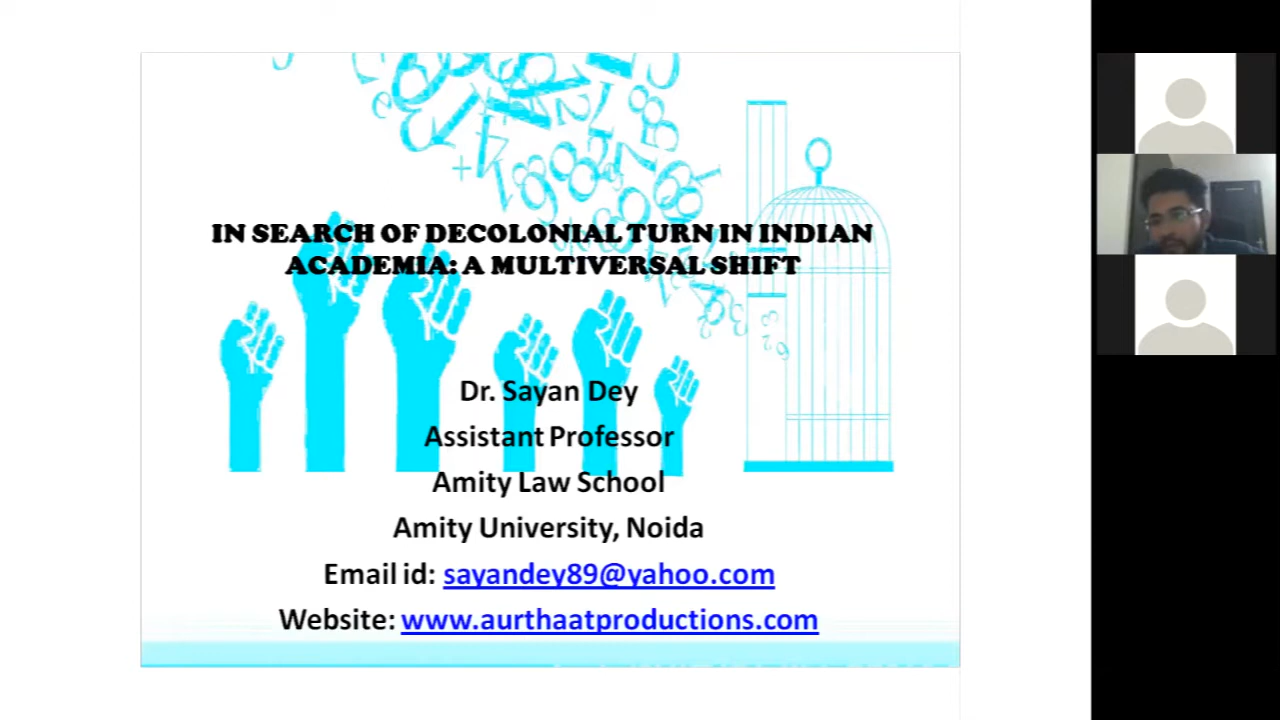 IN SEARCH OF DECOLONIAL TURN IN INDIAN
ACADEMIA: A MULTIVERSAL SHIFT
Dr. Sayan Dey
Assistant Professor
Amity Law School
Amity University, Noida
Email id: sayandey89@yahoo.com
Website: www.aurthaatproductions.com